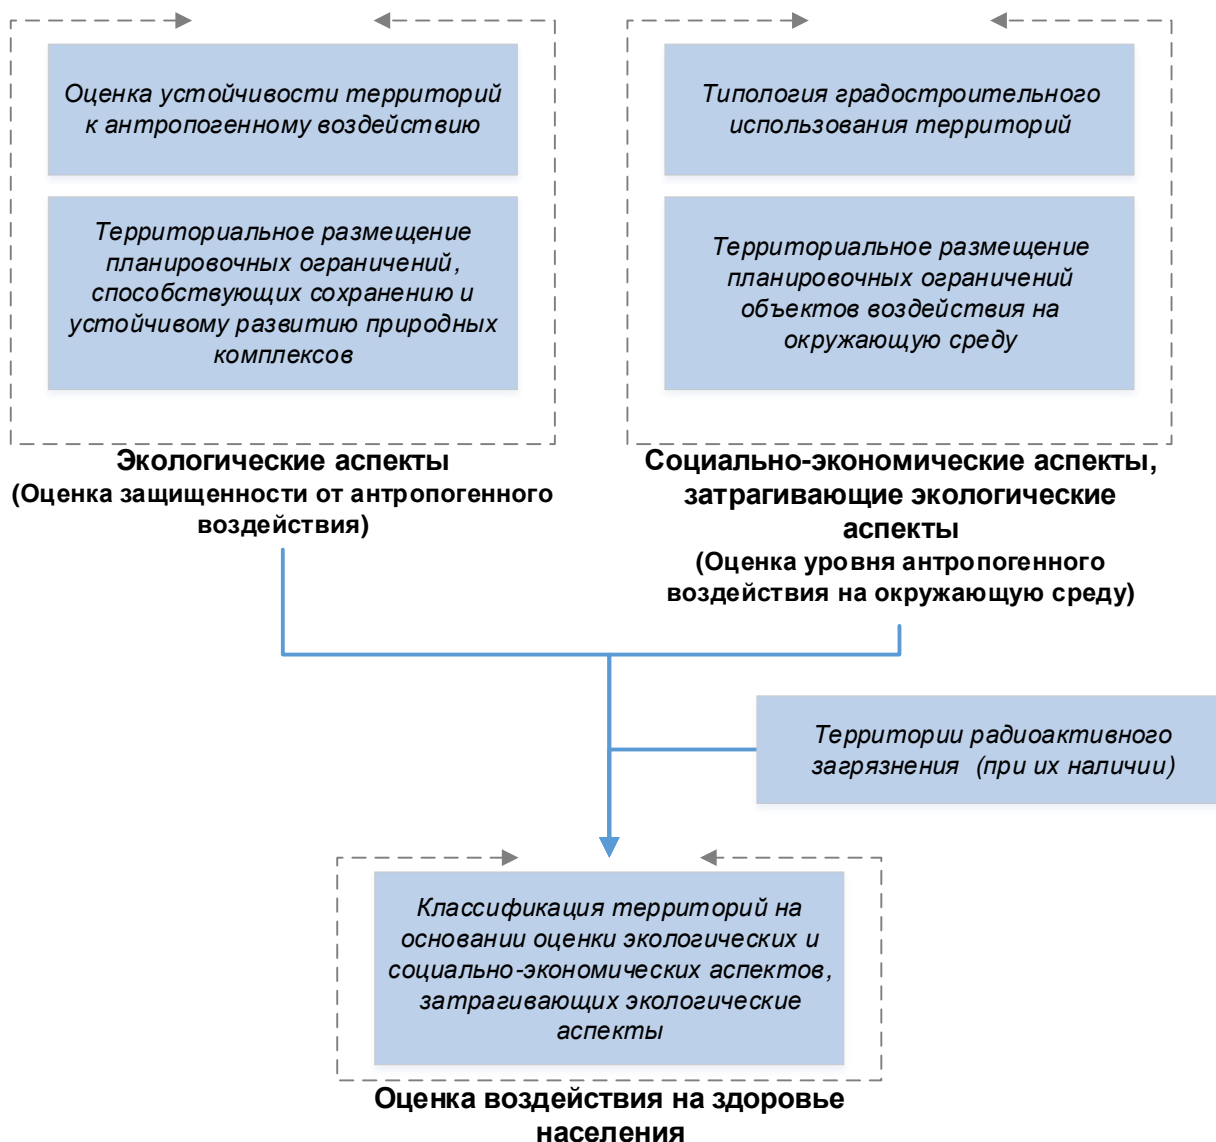 Оценка устойчивости территорий
к антропогенному воздействию
Территориальное размещение
планировочных ограничений,
способствующих сохранению и
устойчивому развитию природных
комплексов
Экологические аспекты
(Оценка защищенности от антропогенного
воздействия)
Типология градостроительного
использования территорий
Территориальное размещение
планировочных ограничений
объектов воздействия на
окружающую среду
Социально-экономические аспекты,
затрагивающие экологические
аспекты
(Оценка уровня антропогенного
воздействия на окружающую среду)
Территории радиоактивного
загрязнения (при их наличии)
Классификация территорий на
основании оценки экологических и
социально-экономических аспектов,
затрагивающих экологические
аспекты
Оценка воздействия на здоровье
населения